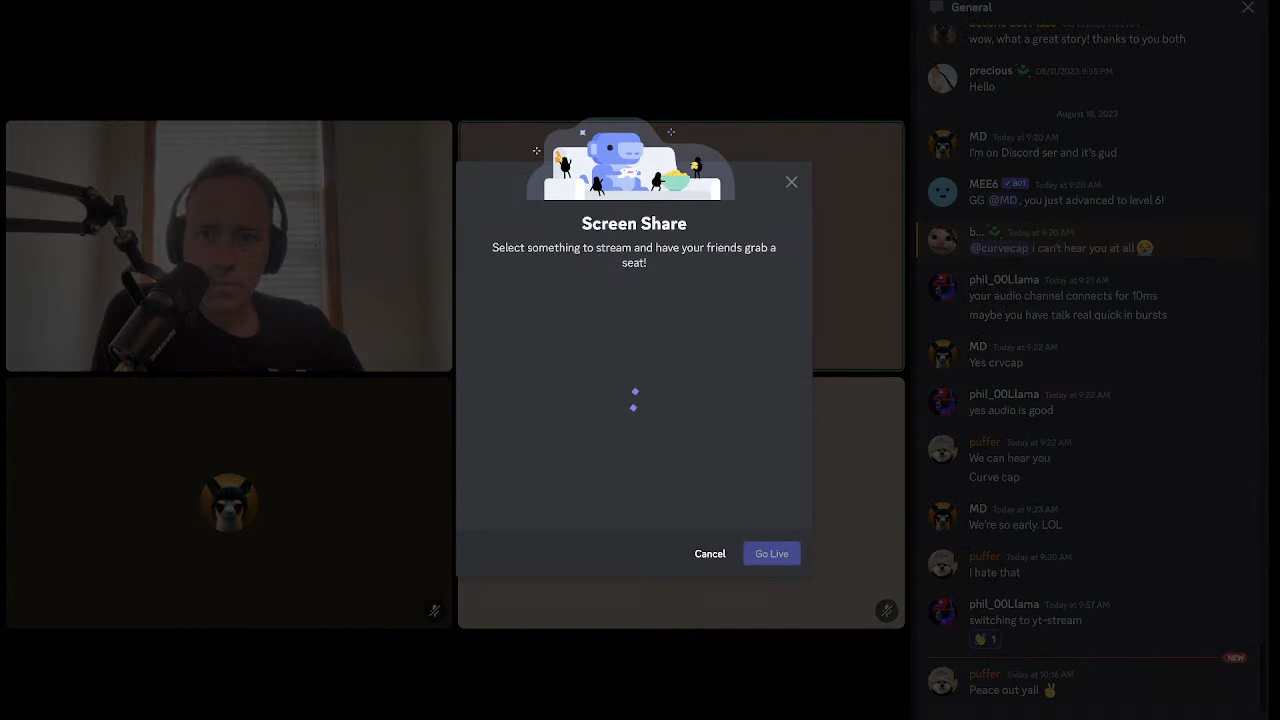 General
wow, what a great story! thanks to you both
precious 08/11/2023 9:55 PM
Hello
August 18, 2023
MD Today at 9:20 AM
I'm on Discord ser and it's gud
MEE6 ✓ BOT Today at 9:20 AM
GG @MD, you just advanced to level 6!
b... Today at 9:20 AM
@curvecap i can't hear you at all
phil_00Llama Today at 9:21 AM
your audio channel connects for 10ms
maybe you have talk real quick in bursts
MD Today at 9:22 AM
Yes crvcap
phil_00Llama Today at 9:22 AM
yes audio is good
puffer Today at 9:22 AM
We can hear you
Curve cap
MD Today at 9:23 AM
We're so early. LOL
puffer Today at 9:30 AM
I hate that
phil_00Llama Today at 9:57 AM
switching to yt-stream
1
NEW
puffer Today at 10:16 AM
Peace out yall
Screen Share
Select something to stream and have your friends grab a
seat!
Cancel
Go Live